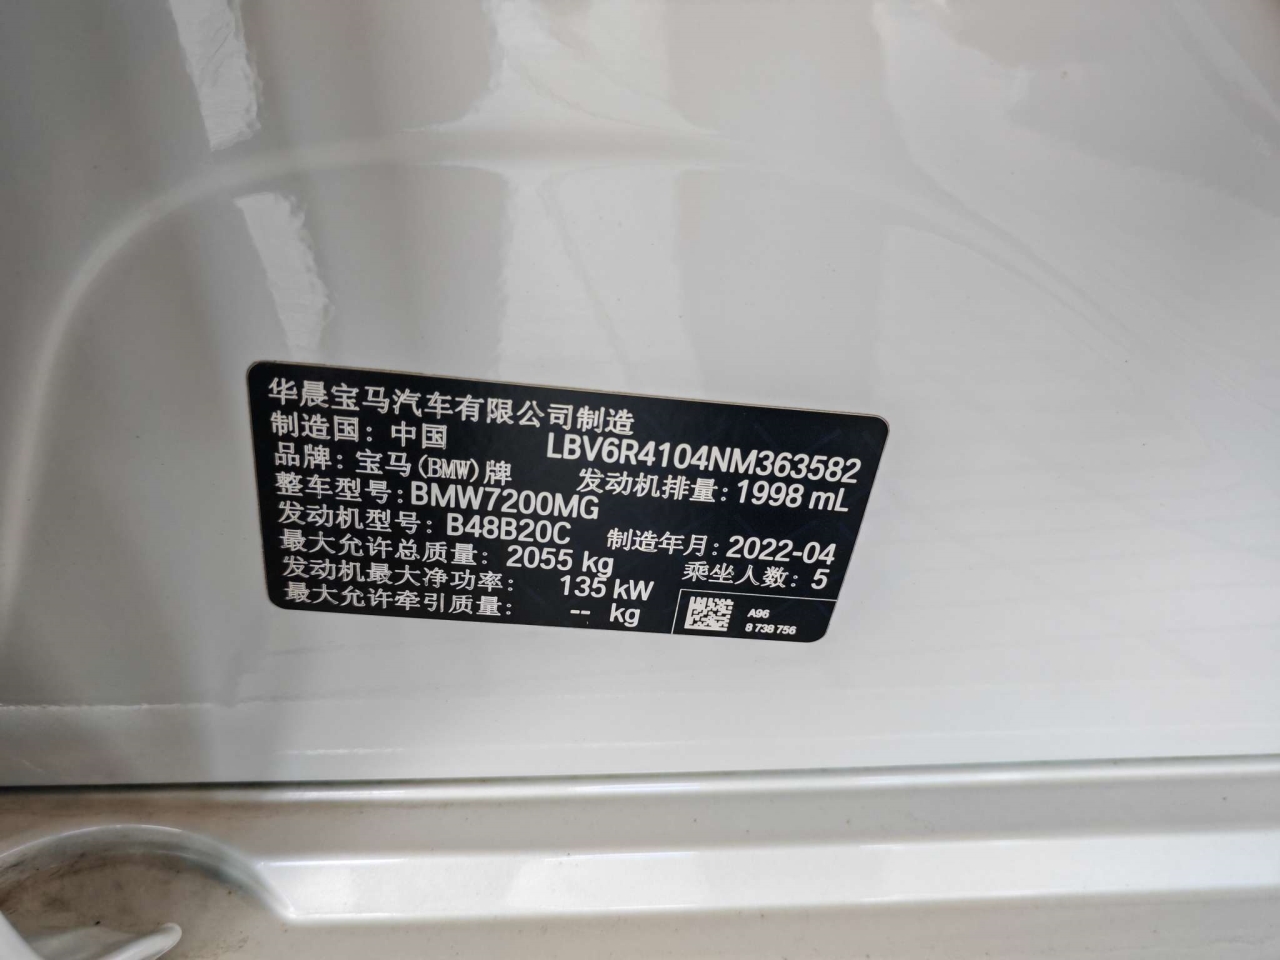 华晨宝马汽车有限公司制造
制造国：中国 LBV6R4104NM363582
品牌：宝马(BMW)牌 发动机排量：1998 mL
整车型号：BMW7200MG
发动机型号：B48B20C 制造年月：2022-04
最大允许总质量：2055 kg 乘坐人数：5
发动机最大净功率：135 kW
最大允许牵引质量：-- kg
A96
8 738 756